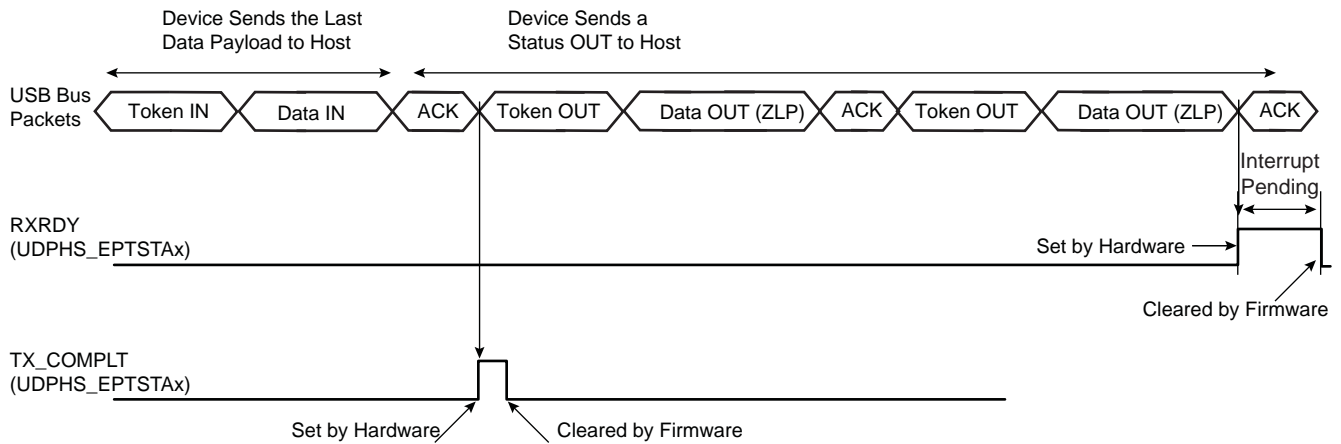 Device Sends the Last
Data Payload to Host
Device Sends a
Status OUT to Host
USB Bus
Packets
Token IN
Data IN
ACK
Token OUT
Data OUT (ZLP)
ACK
Token OUT
Data OUT (ZLP)
ACK
Interrupt
Pending
RXRDY
(UDPHS_EPTSTAx)
Set by Hardware
Cleared by Firmware
TX_COMPLT
(UDPHS_EPTSTAx)
Set by Hardware
Cleared by Firmware